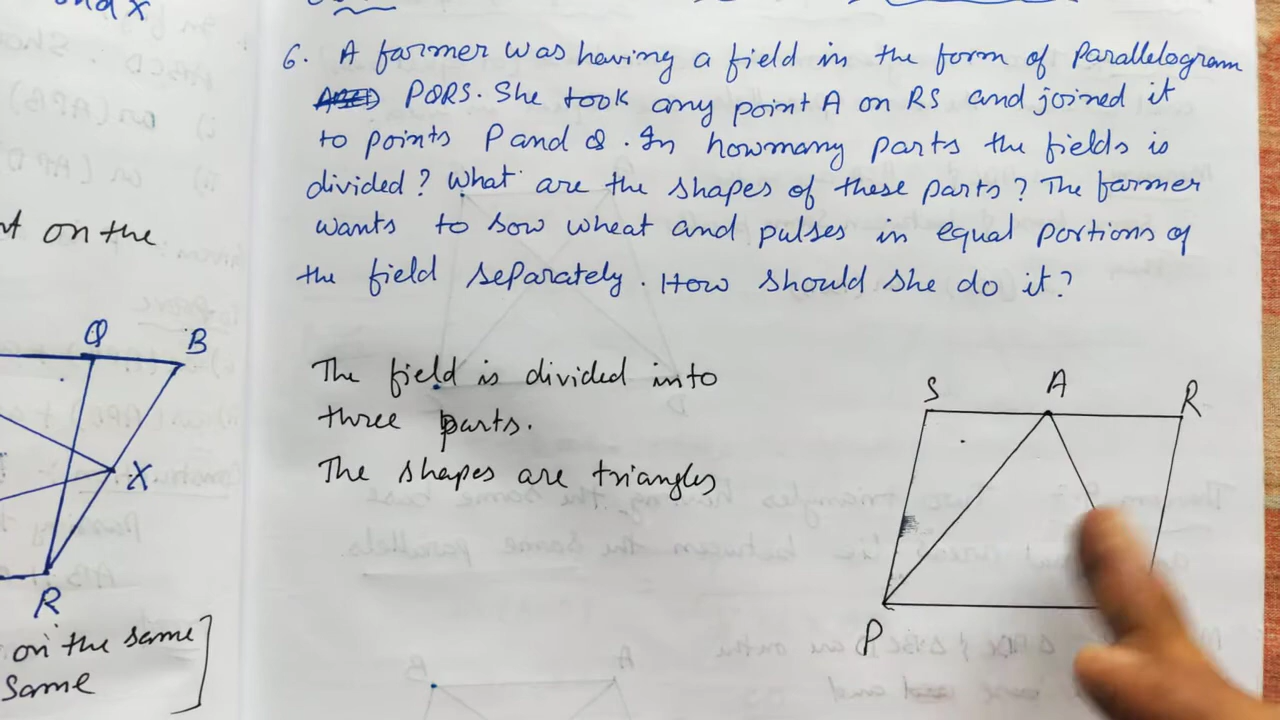 and x
6. A farmer was having a field in the form of Parallelogram
PQRS. She took any point A on RS and joined it
to points P and Q. In howmany parts the fields is
divided? What are the shapes of these parts? The farmer
wants to sow wheat and pulses in equal portions of
the field separately. How should she do it?
on the
Q B
X
R
on the same
same
The field is divided into
three parts.
The shapes are triangles
S A R
P